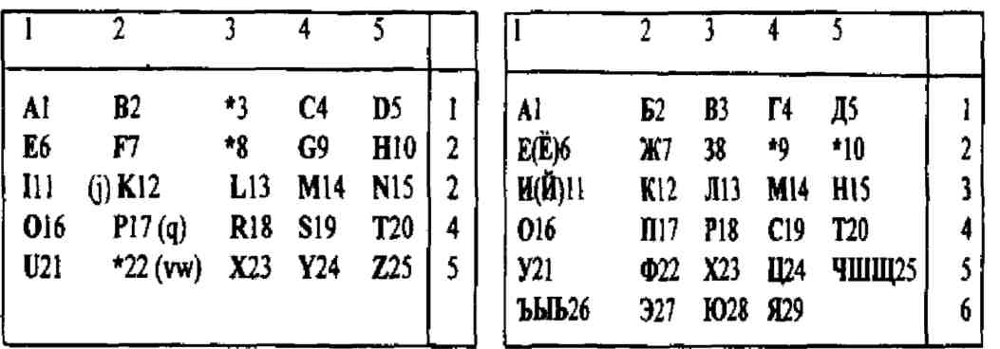 1 2 3 4 5
A1 B2 *3 C4 D5 1
E6 F7 *8 G9 H10 2
I11 (j) K12 L13 M14 N15 2
O16 P17 (q) R18 S19 T20 4
U21 *22 (vw) X23 Y24 Z25 5
1 2 3 4 5
А1 Б2 В3 Г4 Д5 1
Е(Ё)6 Ж7 З8 *9 *10 2
И(Й)11 К12 Л13 М14 Н15 3
О16 П17 Р18 С19 Т20 4
У21 Ф22 Х23 Ц24 ЧШЩ25 5
ЪЫЬ26 Э27 Ю28 Я29 6